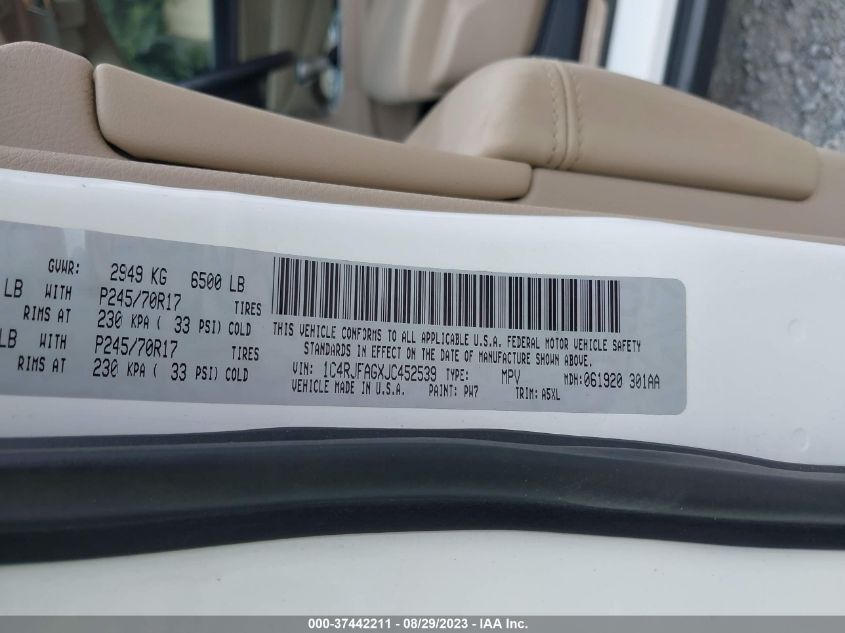 GVWR: 2949 KG 6500 LB
LB WITH P245/70R17 TIRES
RIMS AT 230 KPA ( 33 PSI) COLD
LB WITH P245/70R17 TIRES
RIMS AT 230 KPA ( 33 PSI) COLD
THIS VEHICLE CONFORMS TO ALL APPLICABLE U.S.A. FEDERAL MOTOR VEHICLE SAFETY
STANDARDS IN EFFECT ON THE DATE OF MANUFACTURE SHOWN ABOVE.
VIN: 1C4RJFAGXJC452539 TYPE: MPV MDH: 061920 301AA
VEHICLE MADE IN U.S.A. PAINT: PW7 TRIM: A5XL
000-37442211 - 08/29/2023 - IAA Inc.